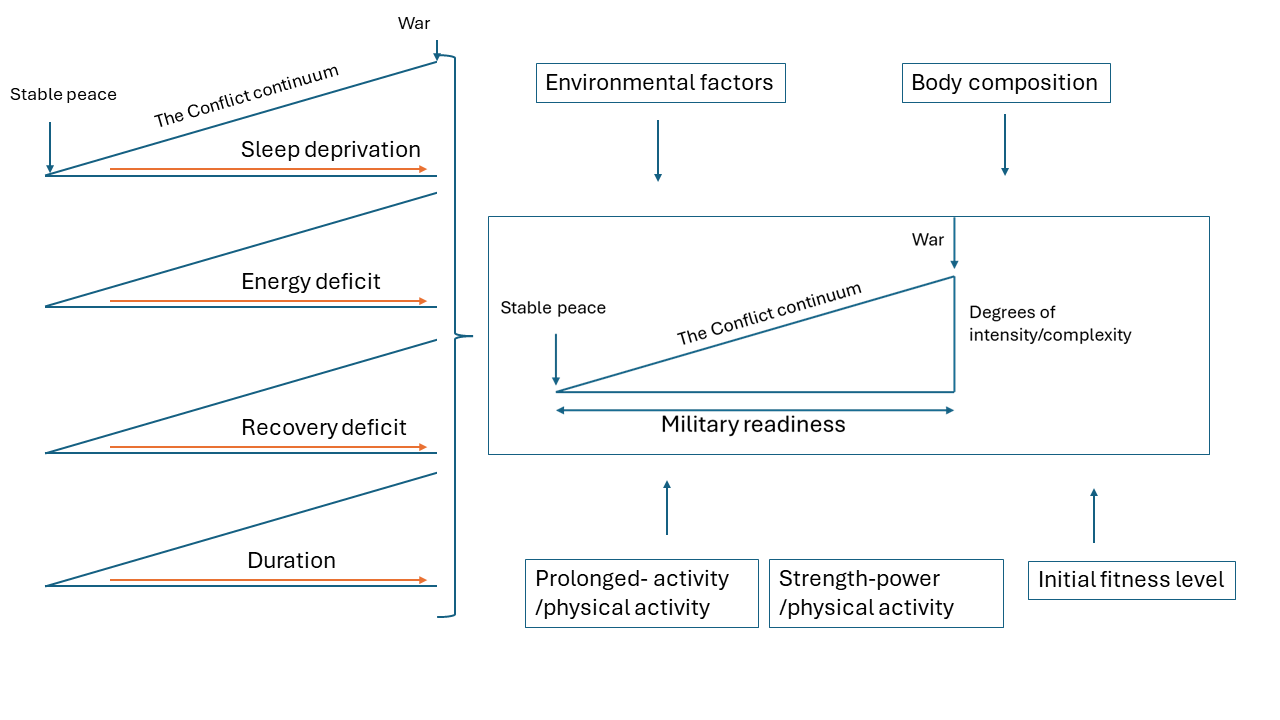 War
Stable peace
The Conflict continuum
Sleep deprivation
Energy deficit
Recovery deficit
Duration
Environmental factors
Body composition
War
Stable peace
The Conflict continuum
Degrees of
intensity/complexity
Military readiness
Prolonged- activity
/physical activity
Strength-power
/physical activity
Initial fitness level